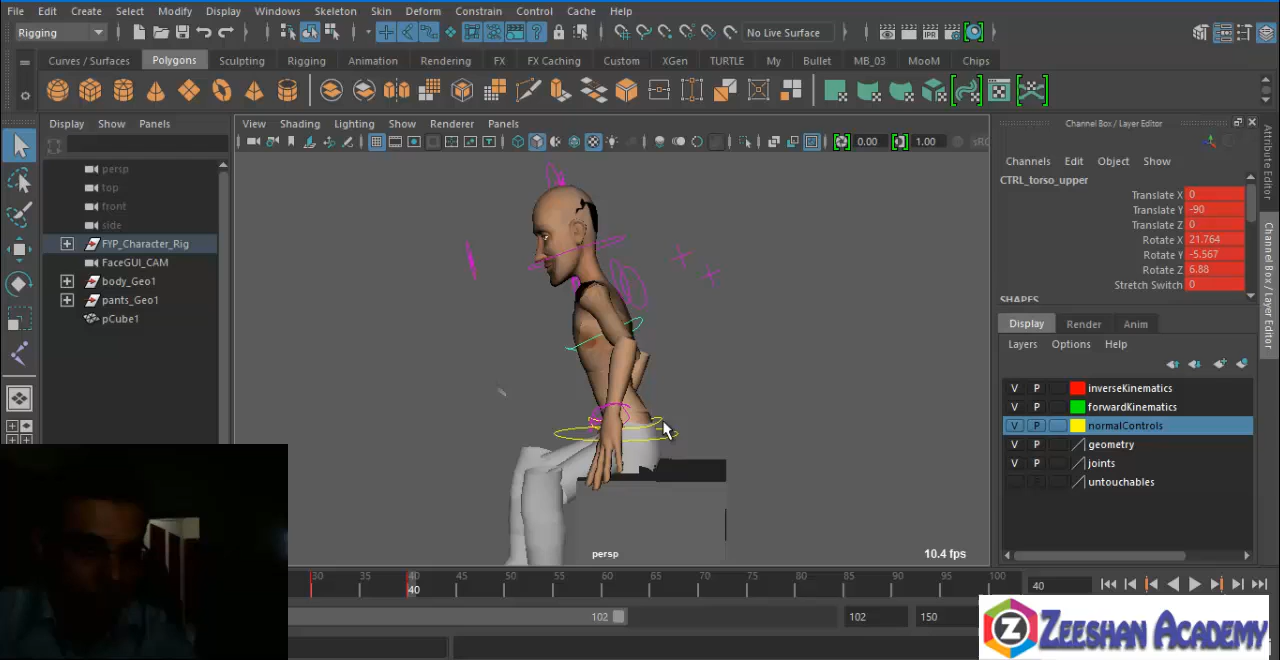 File Edit Create Select Modify Display Windows Skeleton Skin Deform Constrain Control Cache Help
Rigging
No Live Surface
Curves / Surfaces Polygons Sculpting Rigging Animation Rendering FX FX Caching Custom XGen TURTLE My Bullet MB_03 MooM Chips
Display Show Panels
View Shading Lighting Show Renderer Panels
0.00 1.00
persp
top
front
side
FYP_Character_Rig
FaceGUI_CAM
body_Geo1
pants_Geo1
pCube1
persp
10.4 fps
Channel Box / Layer Editor
Channels Edit Object Show
CTRL_torso_upper
Translate X 0
Translate Y -90
Translate Z 0
Rotate X 21.764
Rotate Y -5.567
Rotate Z 6.88
Stretch Switch 0
SHAPES
Display Render Anim
Layers Options Help
V P inverseKinematics
V P forwardKinematics
V P normalControls
V P geometry
V P joints
untouchables
Attribute Editor
Channel Box / Layer Editor
30 35 40 45 50 55 60 65 70 75 80 85 90 95 100
40
40
102
102
150
Z ZEESHAN ACADEMY